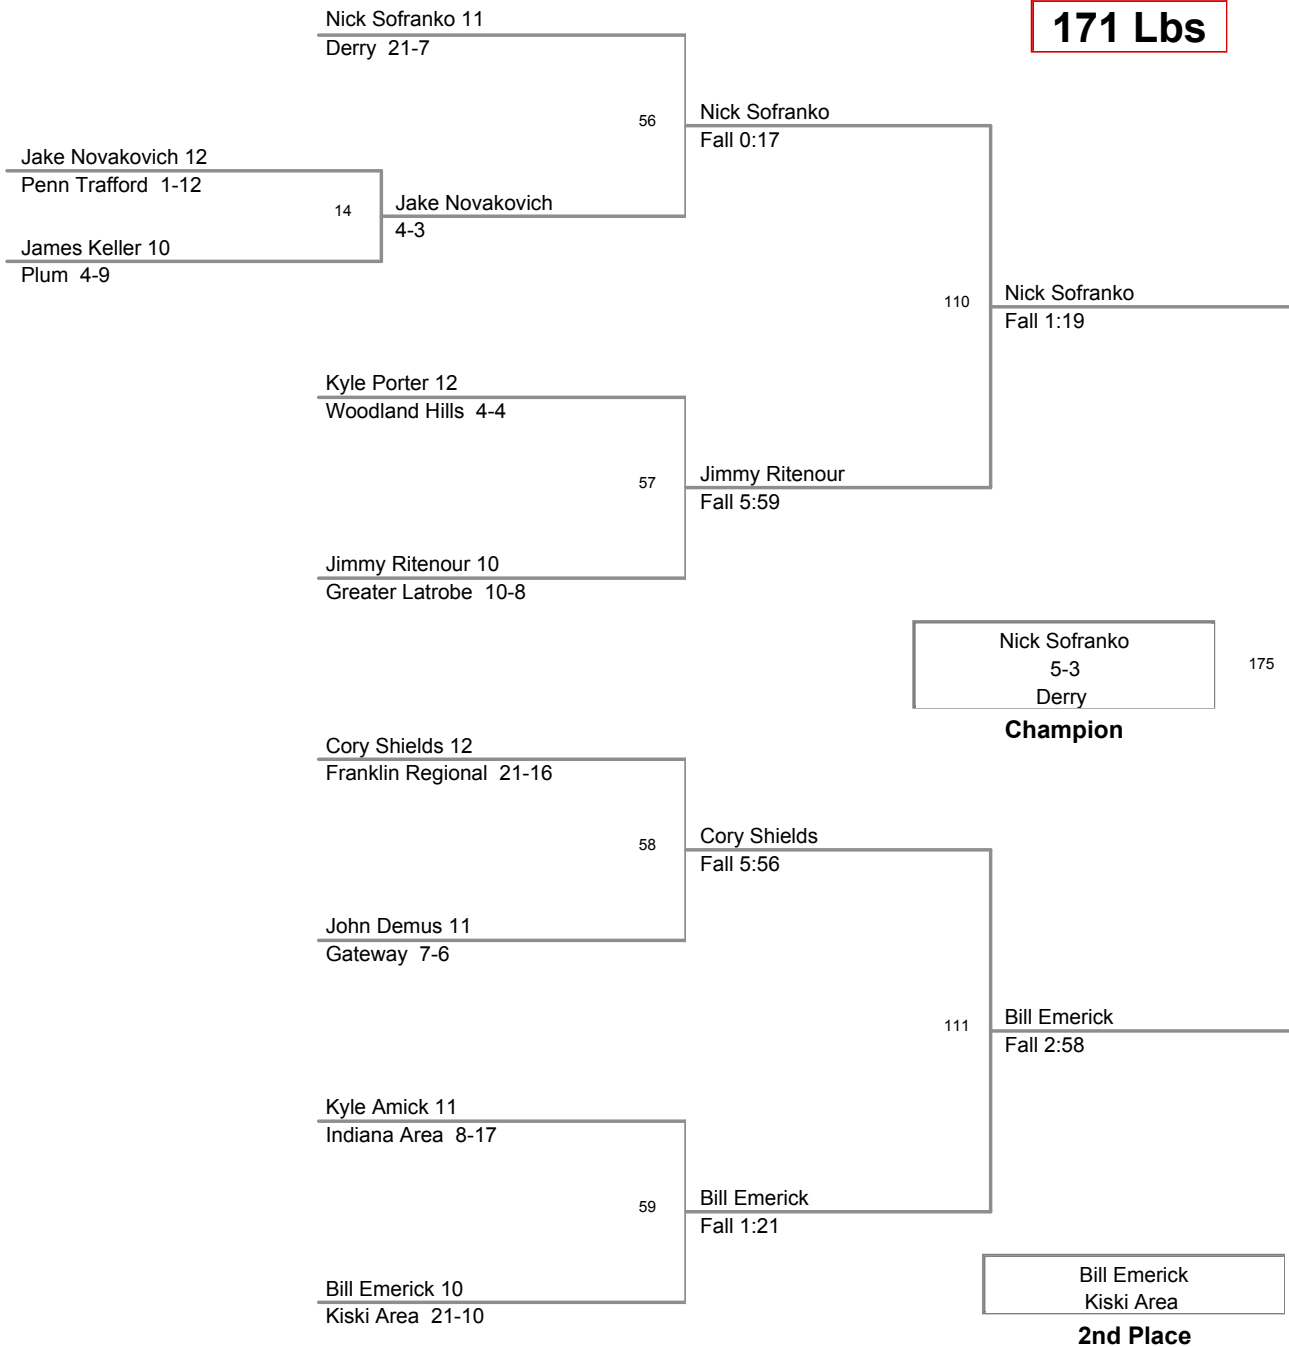 Nick Sofranko 11
171 Lbs
Derry 21-7
56
Nick Sofranko
Fall 0:17
Jake Novakovich 12
Penn Trafford 1-12
14
Jake Novakovich
4-3
James Keller 10
Plum 4-9
110
Nick Sofranko
Fall 1:19
Kyle Porter 12
Woodland Hills 4-4
57
Jimmy Ritenour
Fall 5:59
Jimmy Ritenour 10
Greater Latrobe 10-8
Nick Sofranko
5-3
Derry
175
Champion
Cory Shields 12
Franklin Regional 21-16
58
Cory Shields
Fall 5:56
John Demus 11
Gateway 7-6
111
Bill Emerick
Fall 2:58
Kyle Amick 11
Indiana Area 8-17
59
Bill Emerick
Fall 1:21
Bill Emerick 10
Kiski Area 21-10
Bill Emerick
Kiski Area
2nd Place